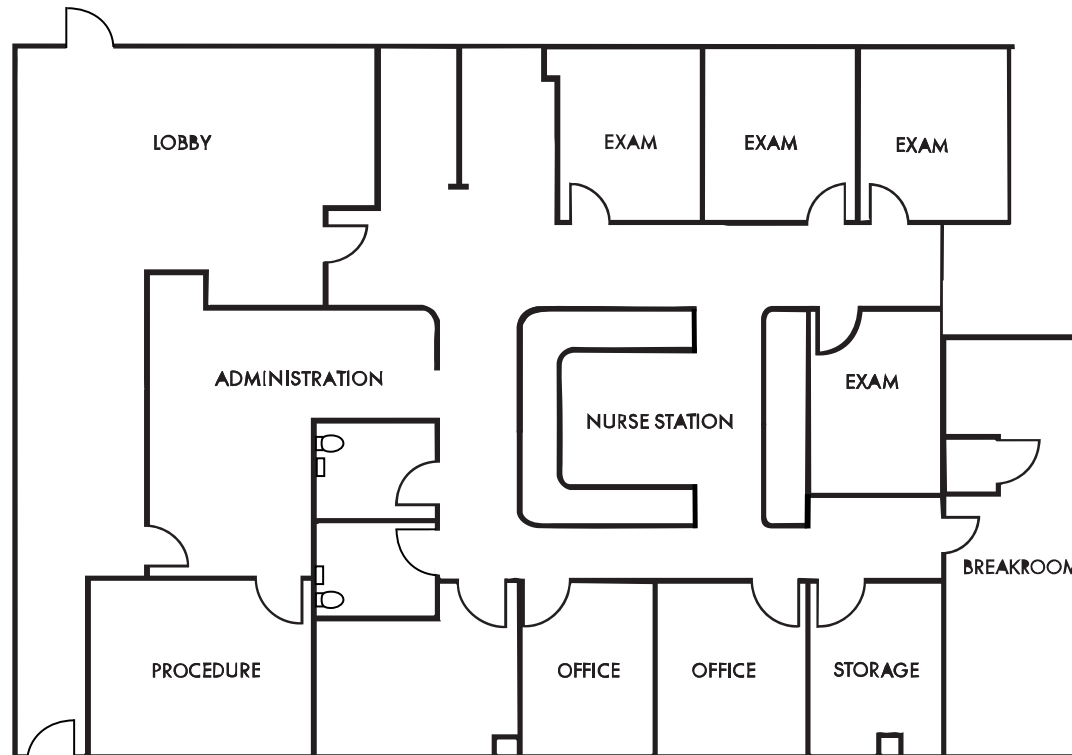 LOBBY
EXAM
EXAM
EXAM
ADMINISTRATION
EXAM
NURSE STATION
BREAKROOM
PROCEDURE
OFFICE
OFFICE
STORAGE